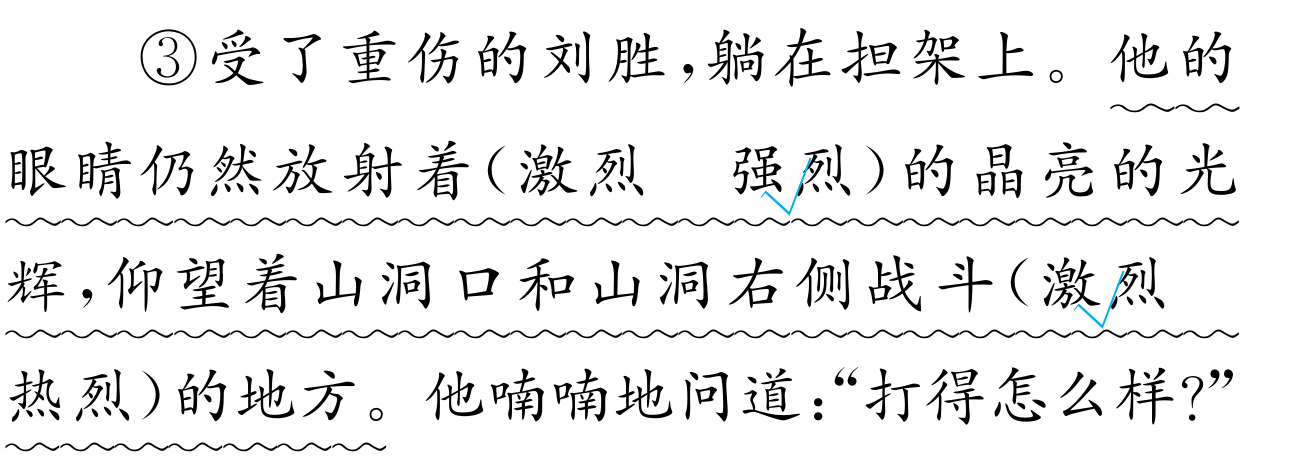 ③受了重伤的刘胜,躺在担架上。他的
眼睛仍然放射着(激烈　强烈)的晶亮的光
辉,仰望着山洞口和山洞右侧战斗(激烈
热烈)的地方。他喃喃地问道:“打得怎么样?”